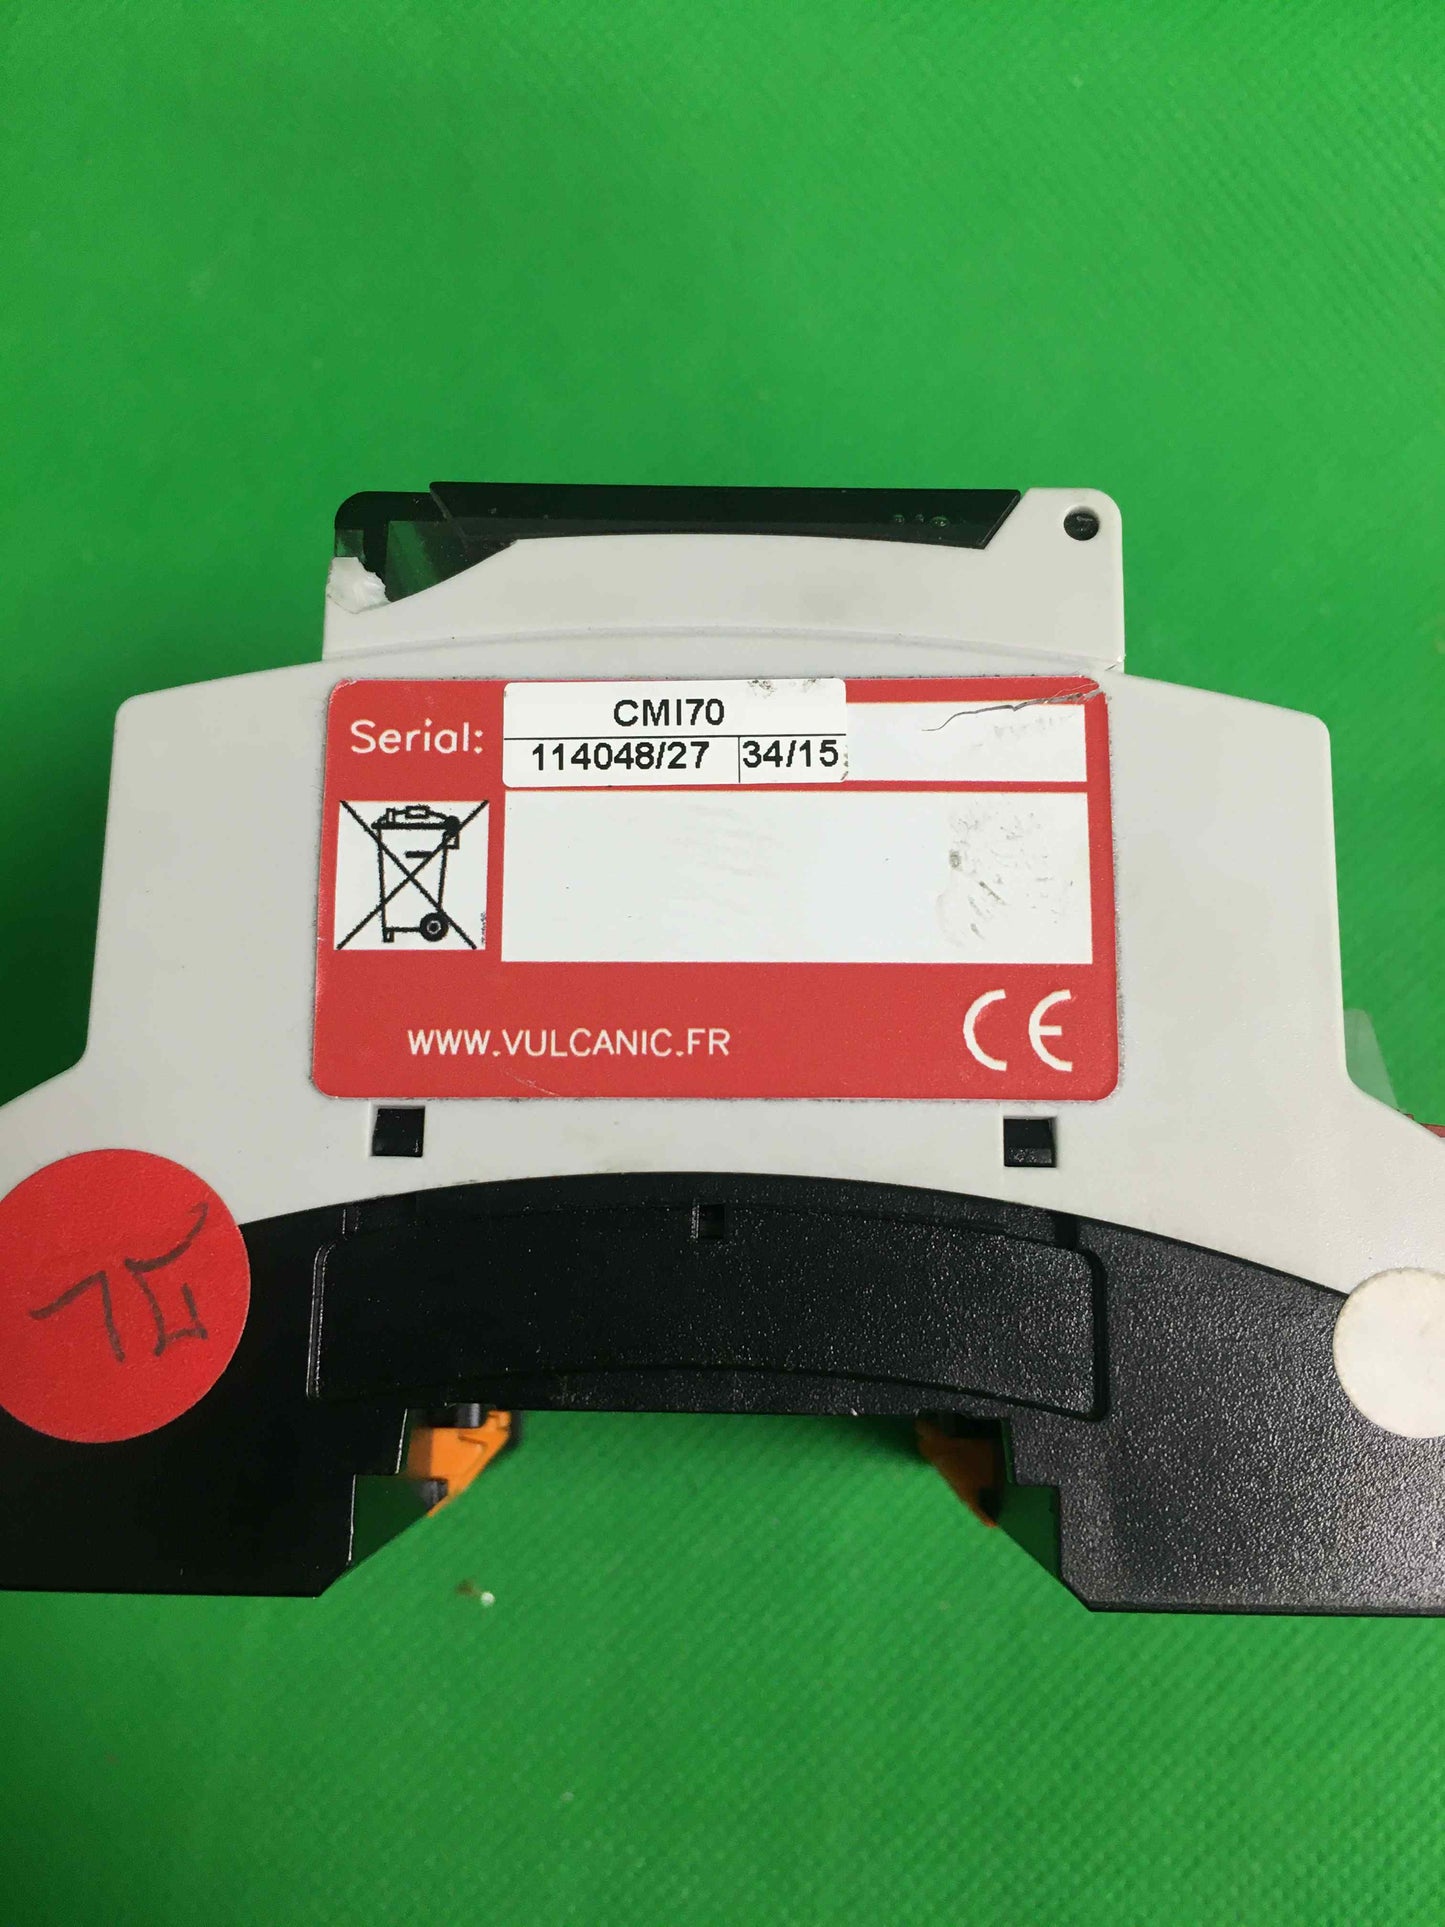 CMI70
Serial:
114048/27 34/15
WWW.VULCANIC.FR
CE